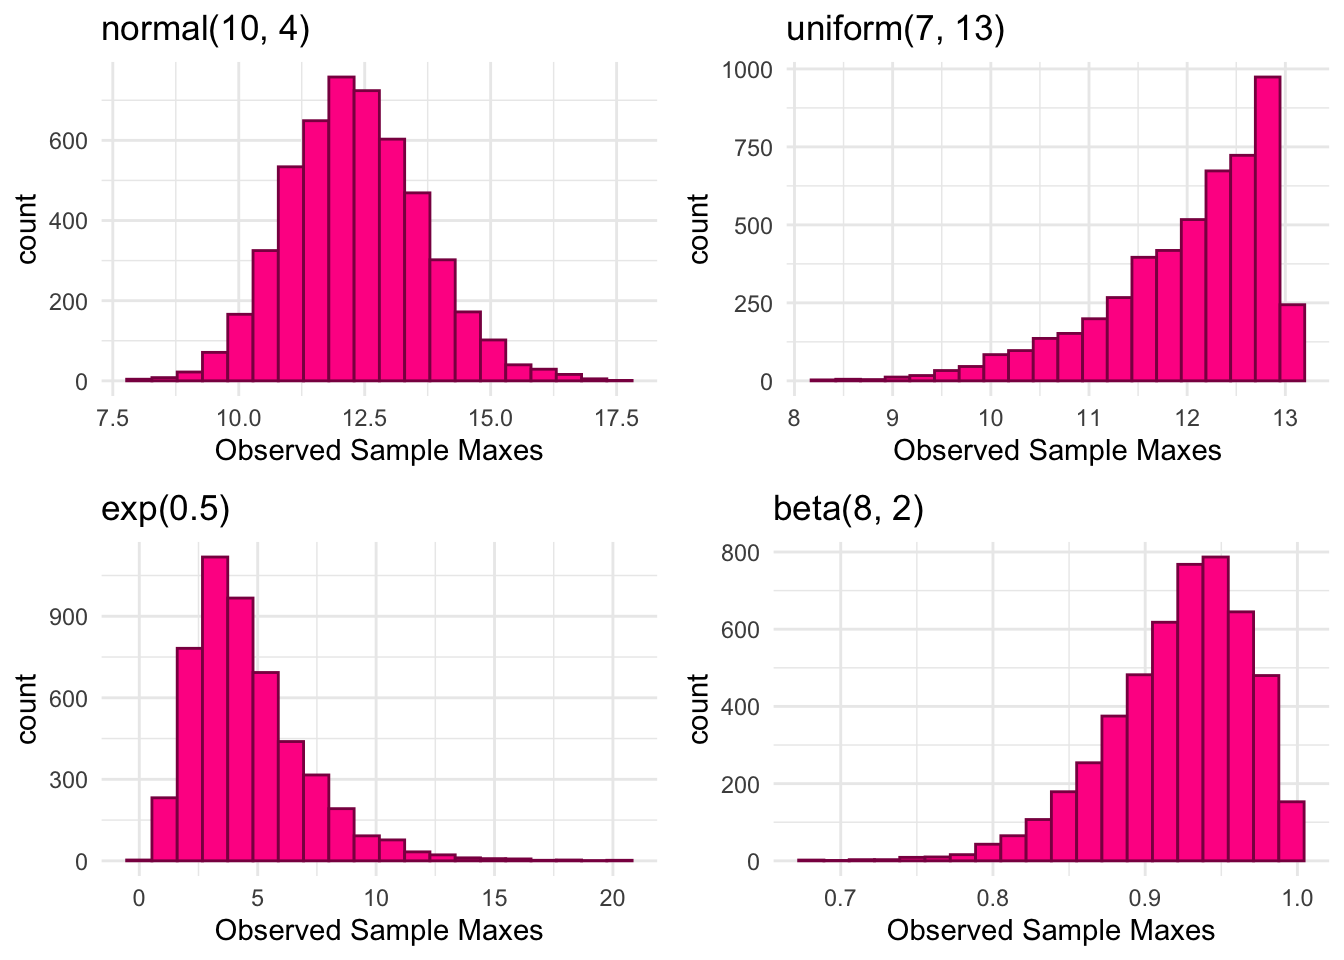 normal(10, 4)
600
400
200
0
count
7.5 10.0 12.5 15.0 17.5
Observed Sample Maxes
uniform(7, 13)
1000
750
500
250
0
count
8 9 10 11 12 13
Observed Sample Maxes
exp(0.5)
900
600
300
0
count
0 5 10 15 20
Observed Sample Maxes
beta(8, 2)
800
600
400
200
0
count
0.7 0.8 0.9 1.0
Observed Sample Maxes